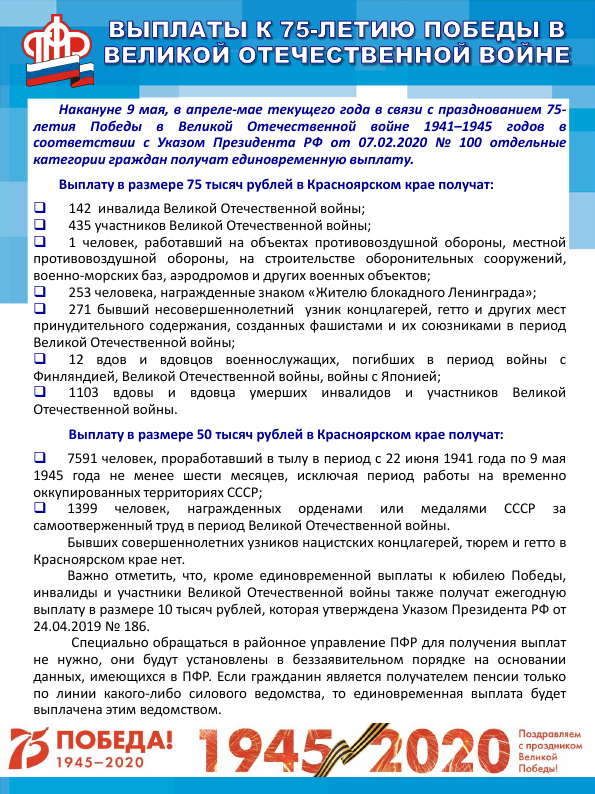 ПФР
ВЫПЛАТЫ К 75-ЛЕТИЮ ПОБЕДЫ В
ВЕЛИКОЙ ОТЕЧЕСТВЕННОЙ ВОЙНЕ
Накануне 9 мая, в апреле-мае текущего года в связи с празднованием 75-
летия Победы в Великой Отечественной войне 1941–1945 годов в
соответствии с Указом Президента РФ от 07.02.2020 № 100 отдельные
категории граждан получат единовременную выплату.
Выплату в размере 75 тысяч рублей в Красноярском крае получат:
142 инвалида Великой Отечественной войны;
435 участников Великой Отечественной войны;
1 человек, работавший на объектах противовоздушной обороны, местной
противовоздушной обороны, на строительстве оборонительных сооружений,
военно-морских баз, аэродромов и других военных объектов;
253 человека, награжденные знаком «Жителю блокадного Ленинграда»;
271 бывший несовершеннолетний узник концлагерей, гетто и других мест
принудительного содержания, созданных фашистами и их союзниками в период
Великой Отечественной войны;
12 вдов и вдовцов военнослужащих, погибших в период войны с
Финляндией, Великой Отечественной войны, войны с Японией;
1103 вдовы и вдовца умерших инвалидов и участников Великой
Отечественной войны.
Выплату в размере 50 тысяч рублей в Красноярском крае получат:
7591 человек, проработавший в тылу в период с 22 июня 1941 года по 9 мая
1945 года не менее шести месяцев, исключая период работы на временно
оккупированных территориях СССР;
1399 человек, награжденных орденами или медалями СССР за
самоотверженный труд в период Великой Отечественной войны.
Бывших совершеннолетних узников нацистских концлагерей, тюрем и гетто в
Красноярском крае нет.
Важно отметить, что, кроме единовременной выплаты к юбилею Победы,
инвалиды и участники Великой Отечественной войны также получат ежегодную
выплату в размере 10 тысяч рублей, которая утверждена Указом Президента РФ от
24.04.2019 № 186.
Специально обращаться в районное управление ПФР для получения выплат
не нужно, они будут установлены в беззаявительном порядке на основании
данных, имеющихся в ПФР. Если гражданин является получателем пенсии только
по линии какого-либо силового ведомства, то единовременная выплата будет
выплачена этим ведомством.
75 ПОБЕДА!
1945–2020
1945 2020
Поздравляем
с праздником
Великой
Победы!